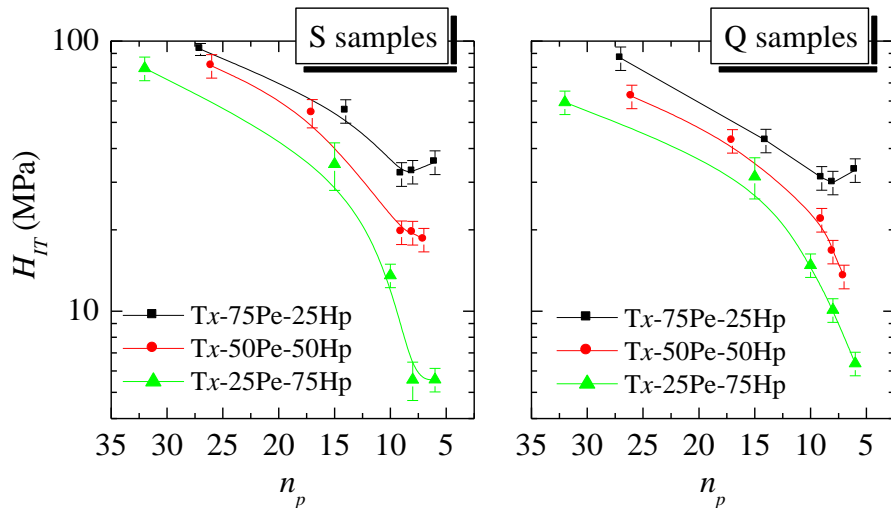 S samples
Q samples
100
10
H_IT (MPa)
Tx-75Pe-25Hp
Tx-50Pe-50Hp
Tx-25Pe-75Hp
Tx-75Pe-25Hp
Tx-50Pe-50Hp
Tx-25Pe-75Hp
35 30 25 20 15 10 5
35 30 25 20 15 10 5
n_p
n_p